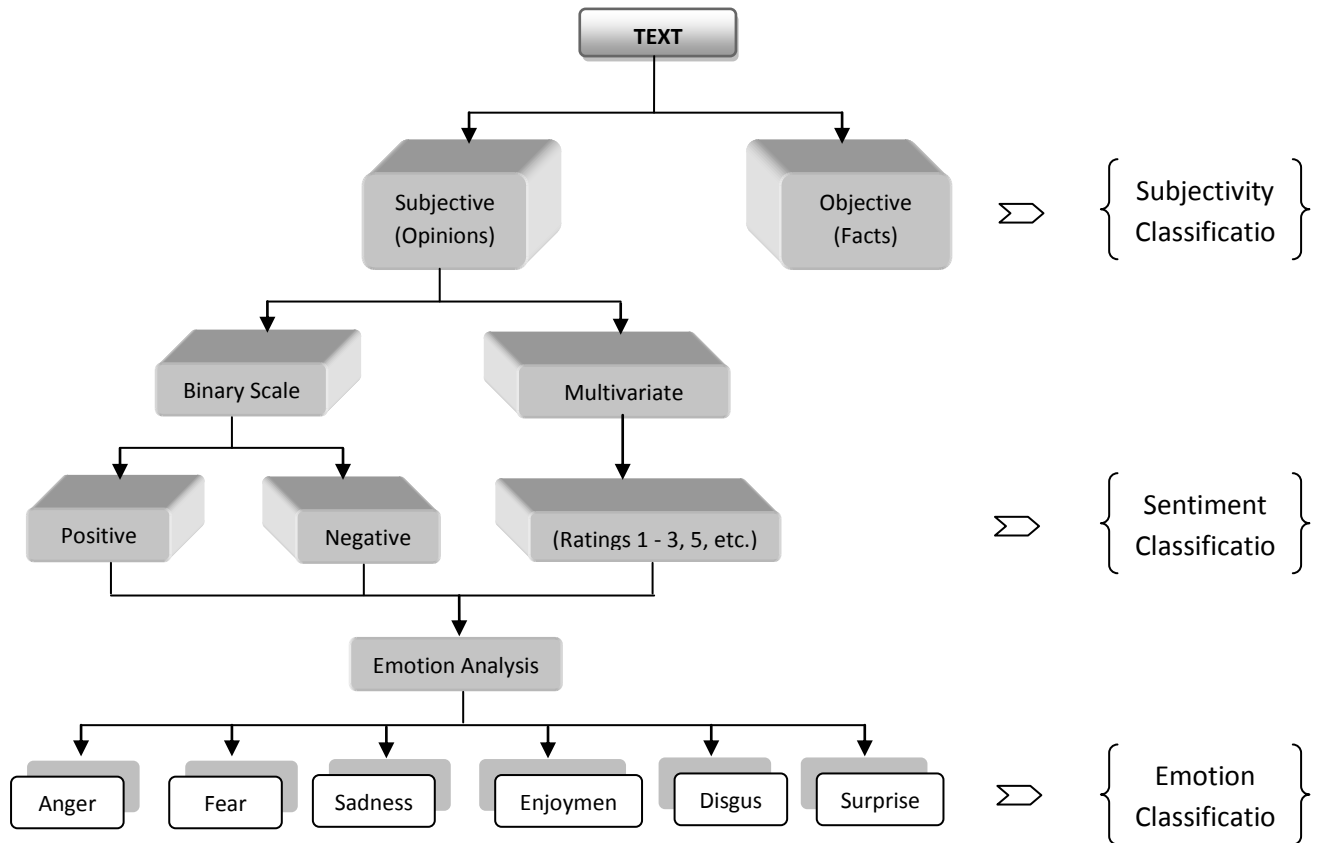 TEXT
Subjective
(Opinions)
Objective
(Facts)
Subjectivity
Classificatio
Binary Scale
Multivariate
Positive
Negative
(Ratings 1 - 3, 5, etc.)
Sentiment
Classificatio
Emotion Analysis
Anger
Fear
Sadness
Enjoymen
Disgus
Surprise
Emotion
Classificatio